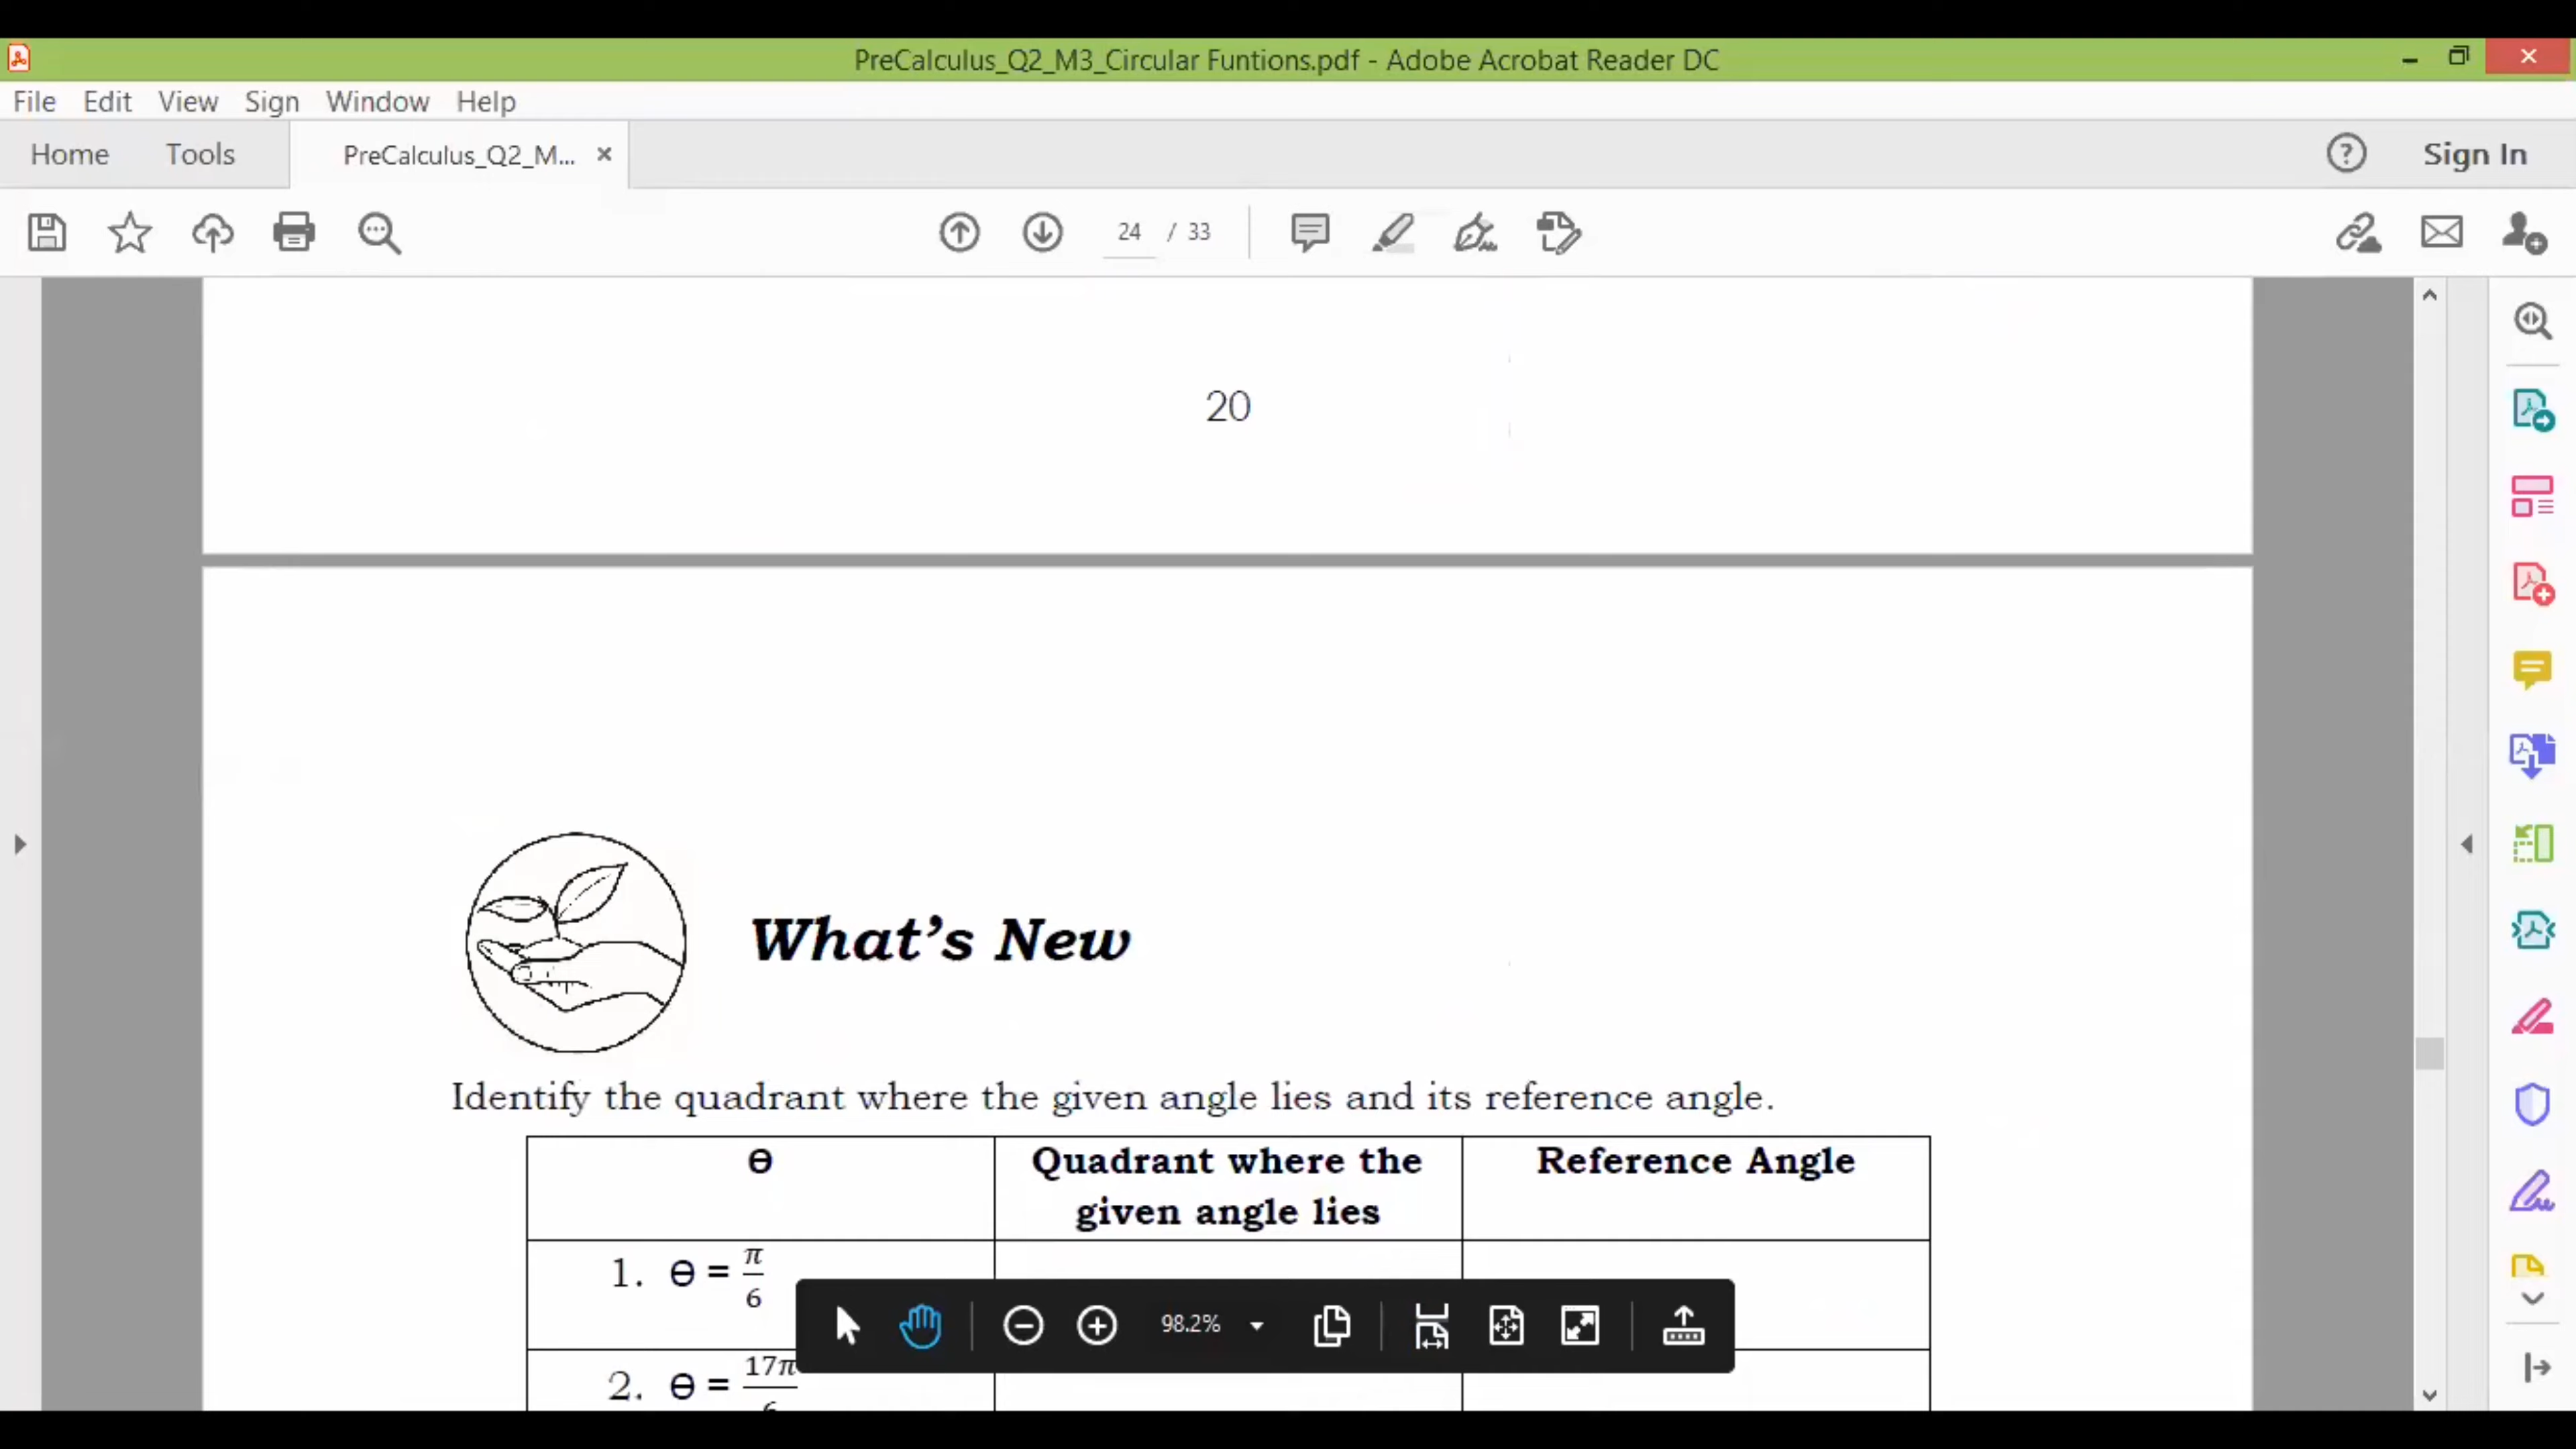 PreCalculus_Q2_M3_Circular Funtions.pdf - Adobe Acrobat Reader DC
File Edit View Sign Window Help
Home Tools PreCalculus_Q2_M... × Sign In
24 / 33
20
What's New
Identify the quadrant where the given angle lies and its reference angle.
ϴ Quadrant where the Reference Angle
given angle lies
1. ϴ = π/6
98.2%
2. ϴ = 17π/6